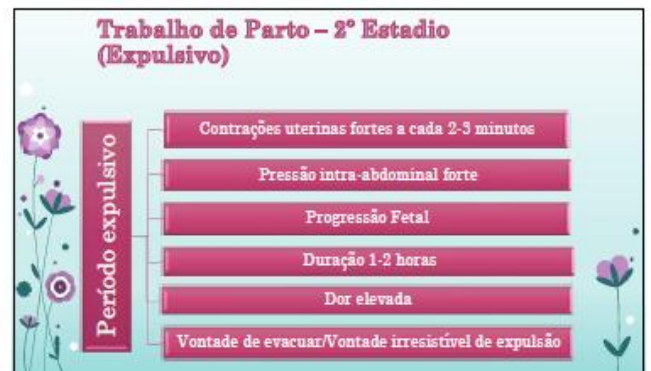 Trabalho de Parto – 2º Estadio
(Expulsivo)
Período expulsivo
Contrações uterinas fortes a cada 2-3 minutos
Pressão intra-abdominal forte
Progressão Fetal
Duração 1-2 horas
Dor elevada
Vontade de evacuar/Vontade irresistível de expulsão